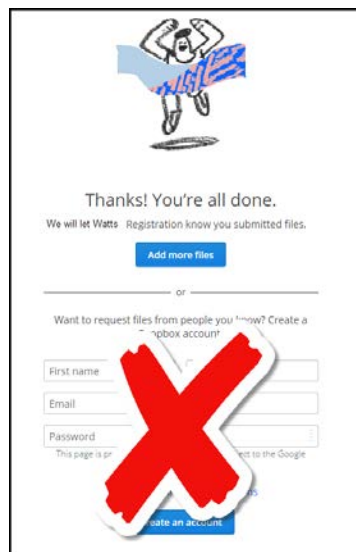 Thanks! You're all done.
We will let Watts Registration know you submitted files.
Add more files
or
Want to request files from people you know? Create a
Dropbox account
First name
Email
Password
This page is ect to the Google
eate an account